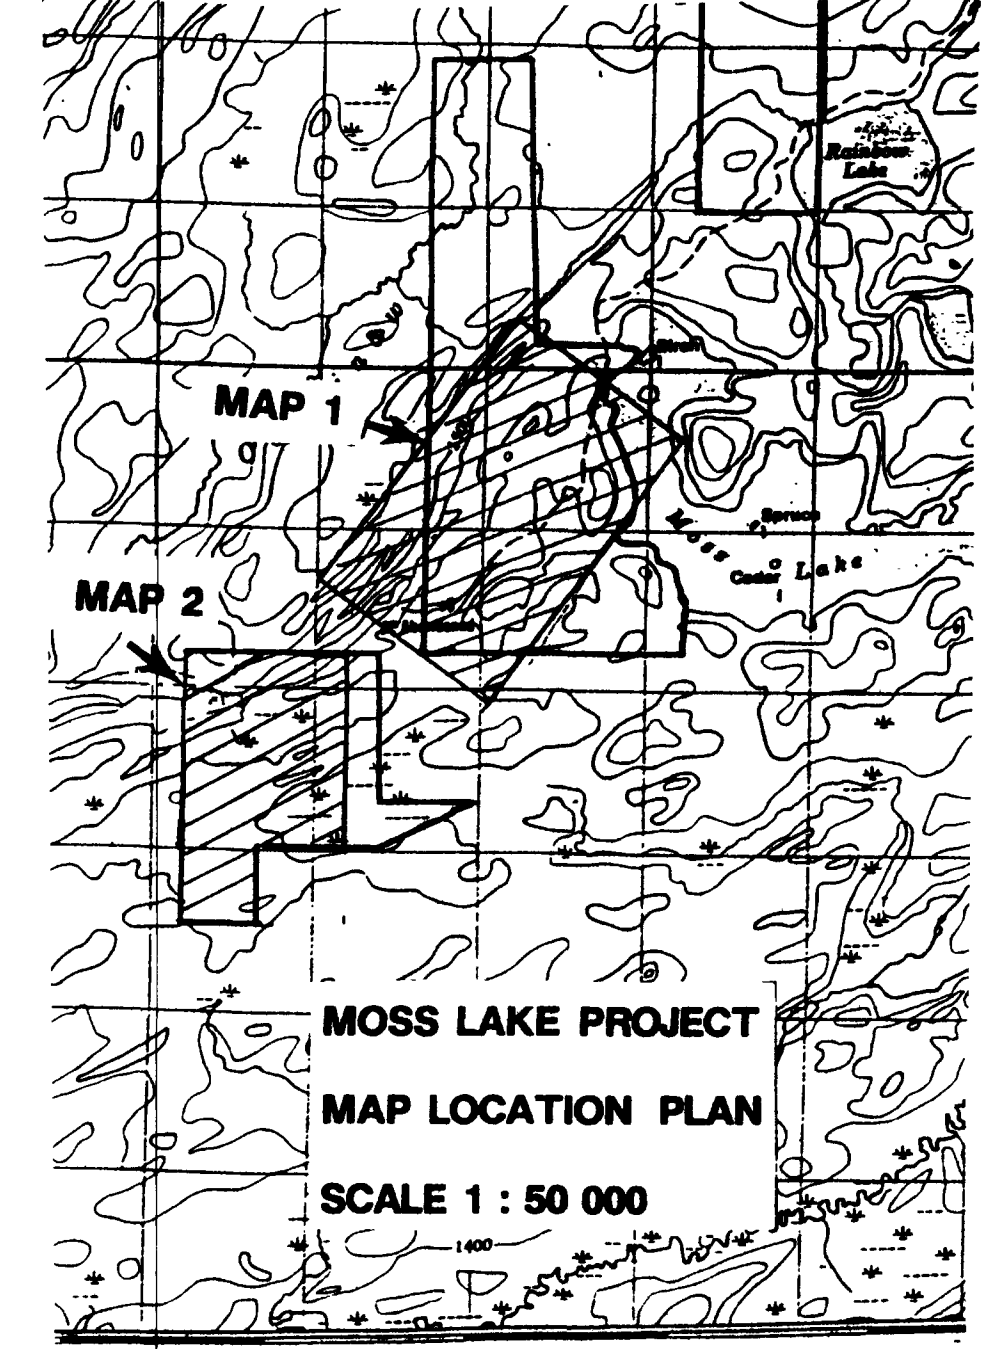 Rainbow
Lake
MAP 1
Moss Lake
Spruce
Cedar
I
MAP 2
MOSS LAKE PROJECT
MAP LOCATION PLAN
SCALE 1 : 50 000
1400